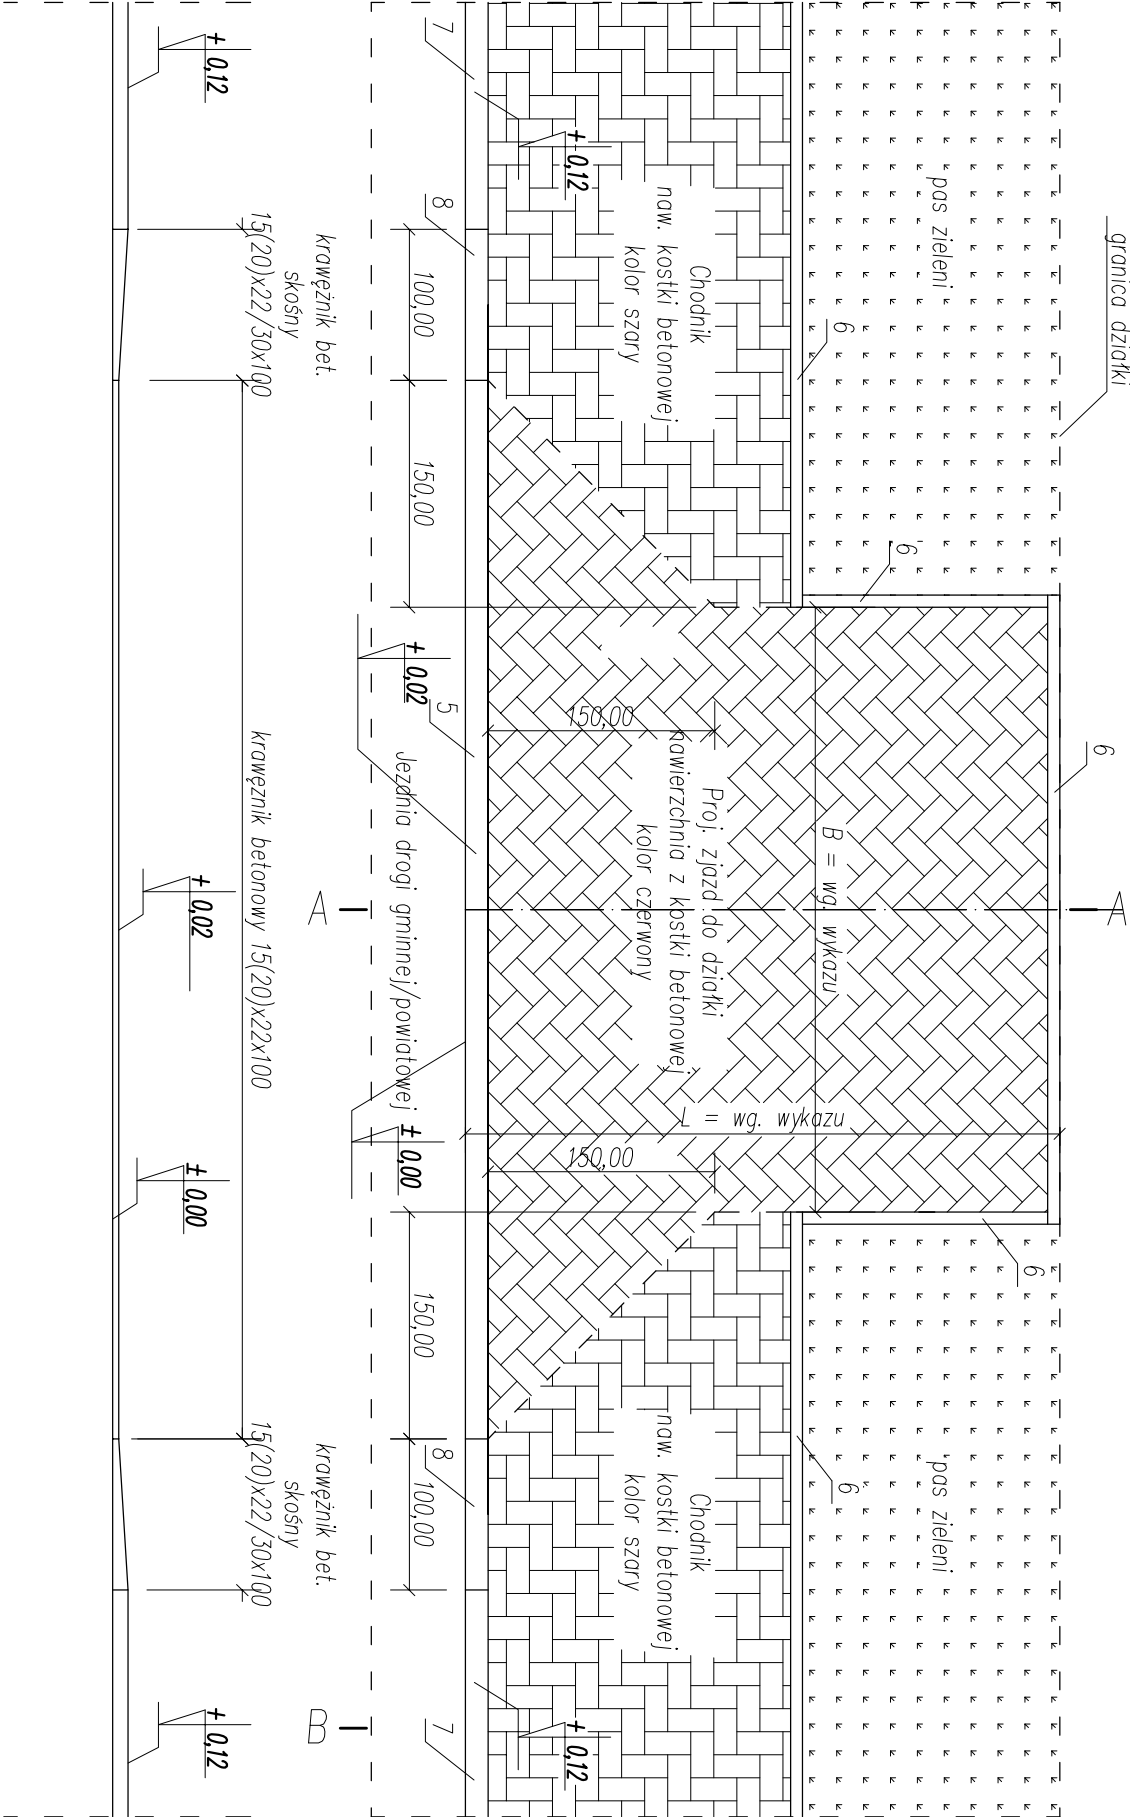 granica działki
A
6
6
pas zieleni
pas zieleni
6
6
6
6
B = wg. wykazu
L = wg. wykazu
Chodnik
naw. kostki betonowej
kolor szary
Proj. zjazd do działki
nawierzchnia z kostki betonowej
kolor czerwony
Chodnik
naw. kostki betonowej
kolor szary
150,00
150,00
+ 0,12
+ 0,12
7
8
5
8
7
100,00
150,00
150,00
100,00
+ 0,02
Jezdnia drogi gminnej/powiatowej
± 0,00
A
B
krawężnik bet.
skośny
15(20)x22/30x100
krawężnik betonowy 15(20)x22x100
krawężnik bet.
skośny
15(20)x22/30x100
+ 0,12
+ 0,02
± 0,00
+ 0,12